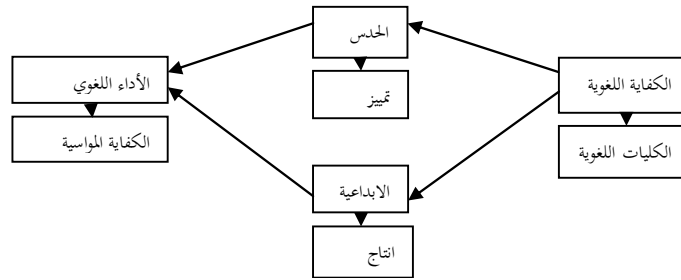 الحدس
تمييز
الكفاية اللغوية
الكليات اللغوية
الأداء اللغوي
الكفاية المواسية
الابداعية
انتاج